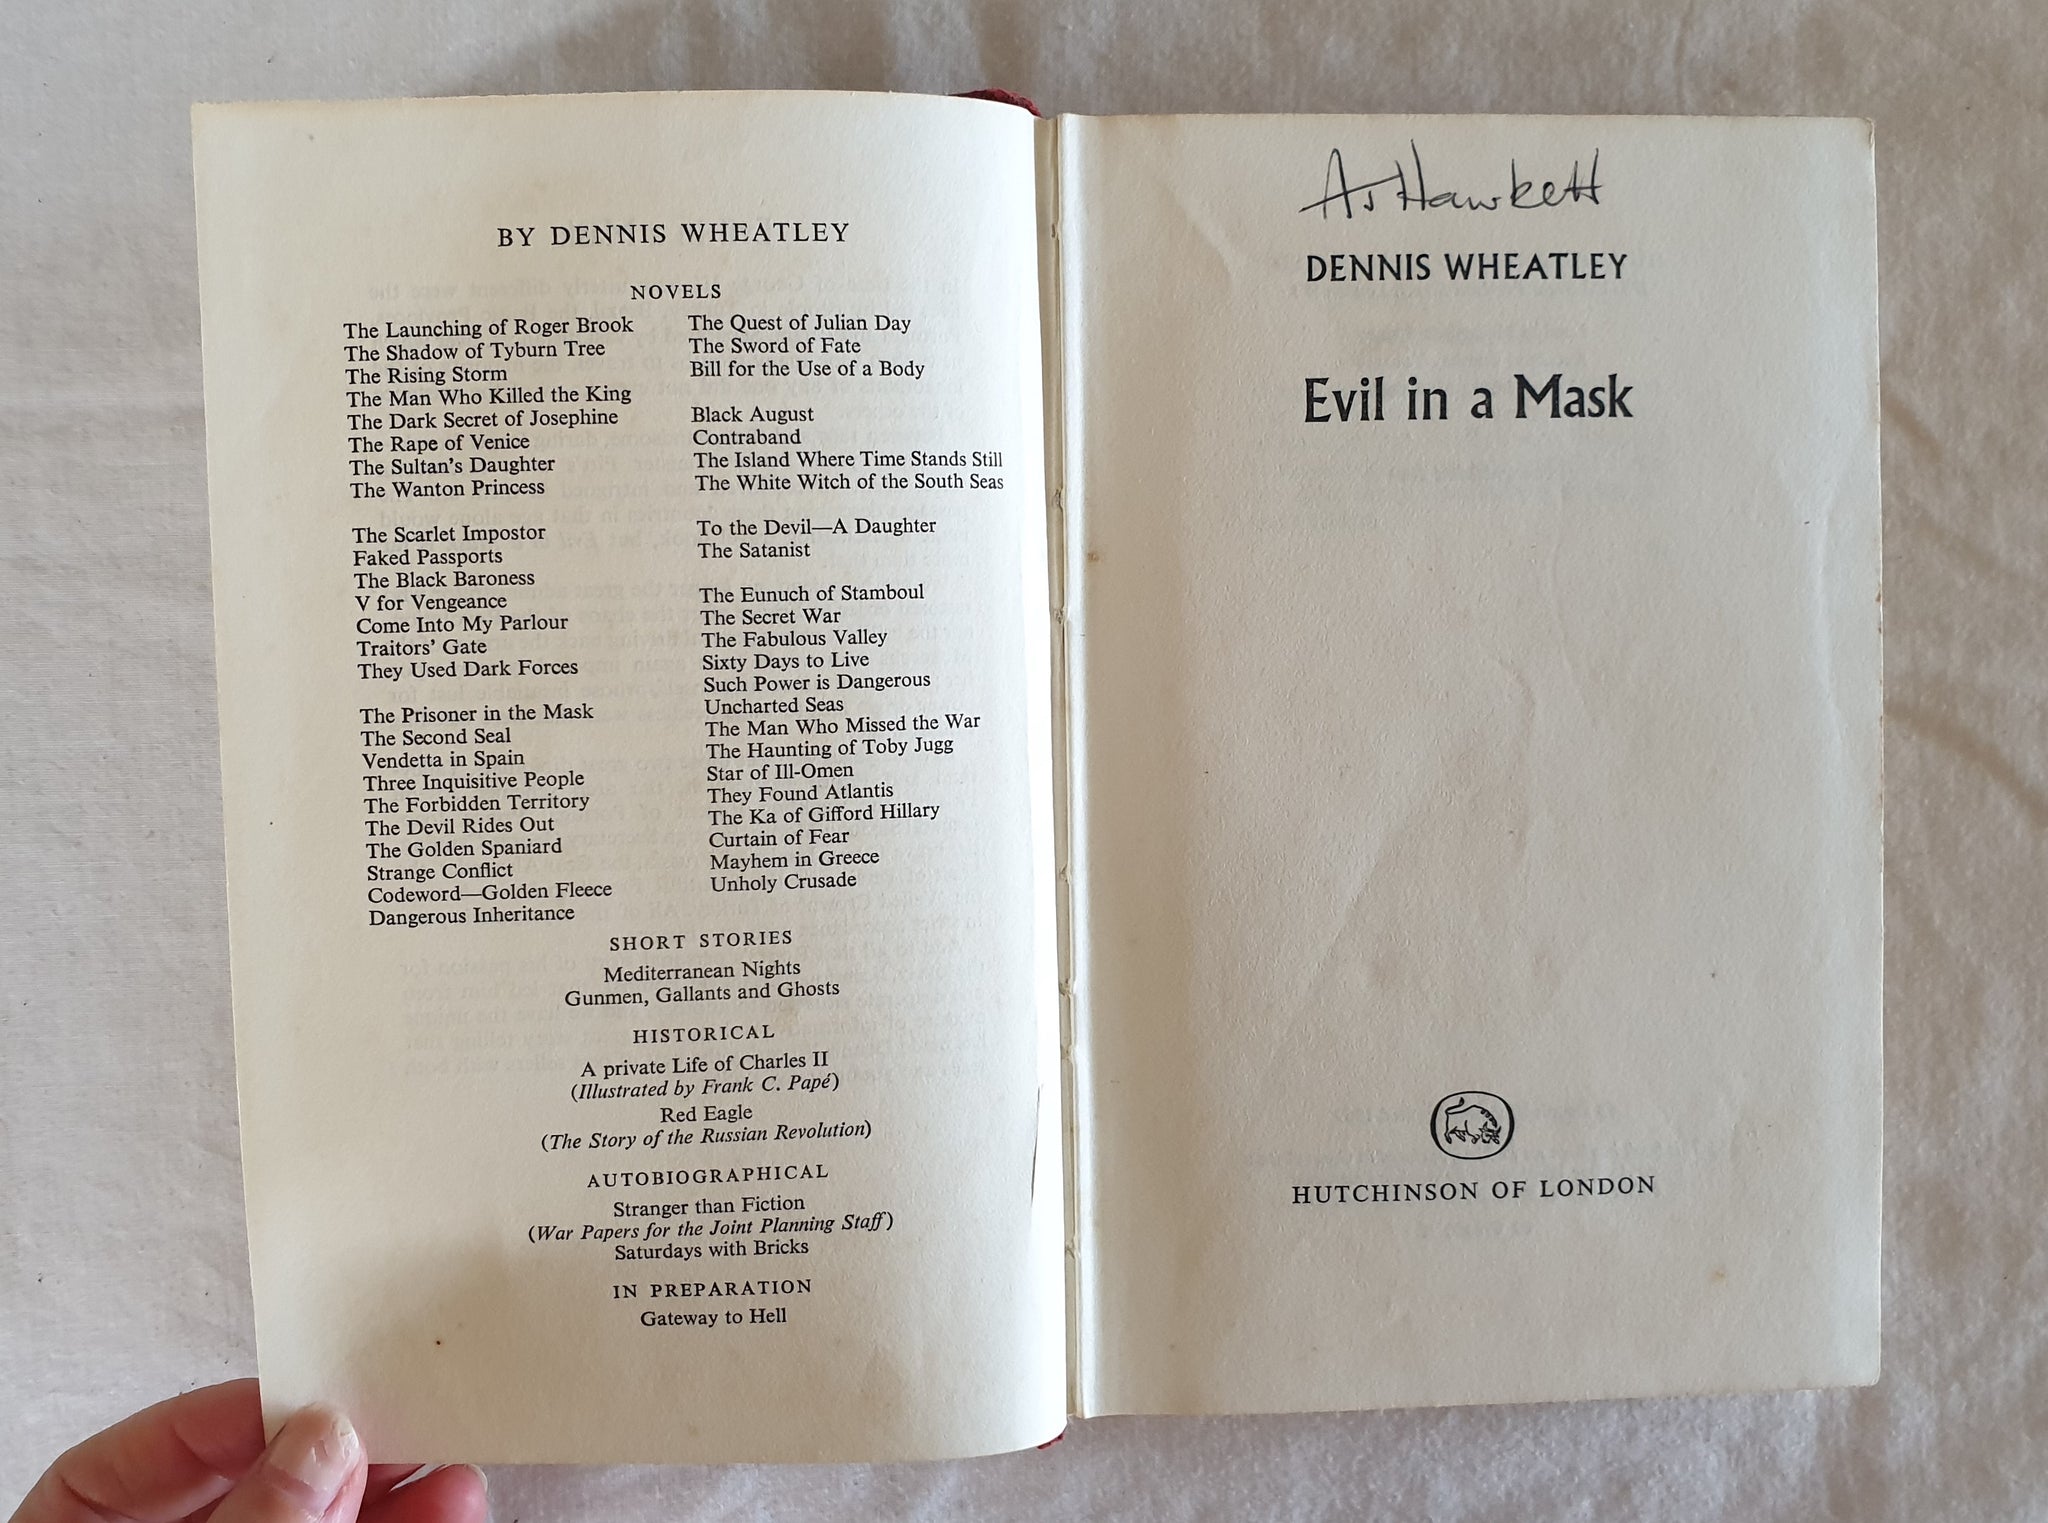 BY DENNIS WHEATLEY
NOVELS
The Launching of Roger Brook
The Shadow of Tyburn Tree
The Rising Storm
The Man Who Killed the King
The Dark Secret of Josephine
The Rape of Venice
The Sultan's Daughter
The Wanton Princess
The Scarlet Impostor
Faked Passports
The Black Baroness
V for Vengeance
Come Into My Parlour
Traitors' Gate
They Used Dark Forces
The Prisoner in the Mask
The Second Seal
Vendetta in Spain
Three Inquisitive People
The Forbidden Territory
The Devil Rides Out
The Golden Spaniard
Strange Conflict
Codeword—Golden Fleece
Dangerous Inheritance
The Quest of Julian Day
The Sword of Fate
Bill for the Use of a Body
Black August
Contraband
The Island Where Time Stands Still
The White Witch of the South Seas
To the Devil—A Daughter
The Satanist
The Eunuch of Stamboul
The Secret War
The Fabulous Valley
Sixty Days to Live
Such Power is Dangerous
Uncharted Seas
The Man Who Missed the War
The Haunting of Toby Jugg
Star of Ill-Omen
They Found Atlantis
The Ka of Gifford Hillary
Curtain of Fear
Mayhem in Greece
Unholy Crusade
SHORT STORIES
Mediterranean Nights
Gunmen, Gallants and Ghosts
HISTORICAL
A private Life of Charles II
(Illustrated by Frank C. Papé)
Red Eagle
(The Story of the Russian Revolution)
AUTOBIOGRAPHICAL
Stranger than Fiction
(War Papers for the Joint Planning Staff)
Saturdays with Bricks
IN PREPARATION
Gateway to Hell
AJ Hawkett
DENNIS WHEATLEY
Evil in a Mask
HUTCHINSON OF LONDON